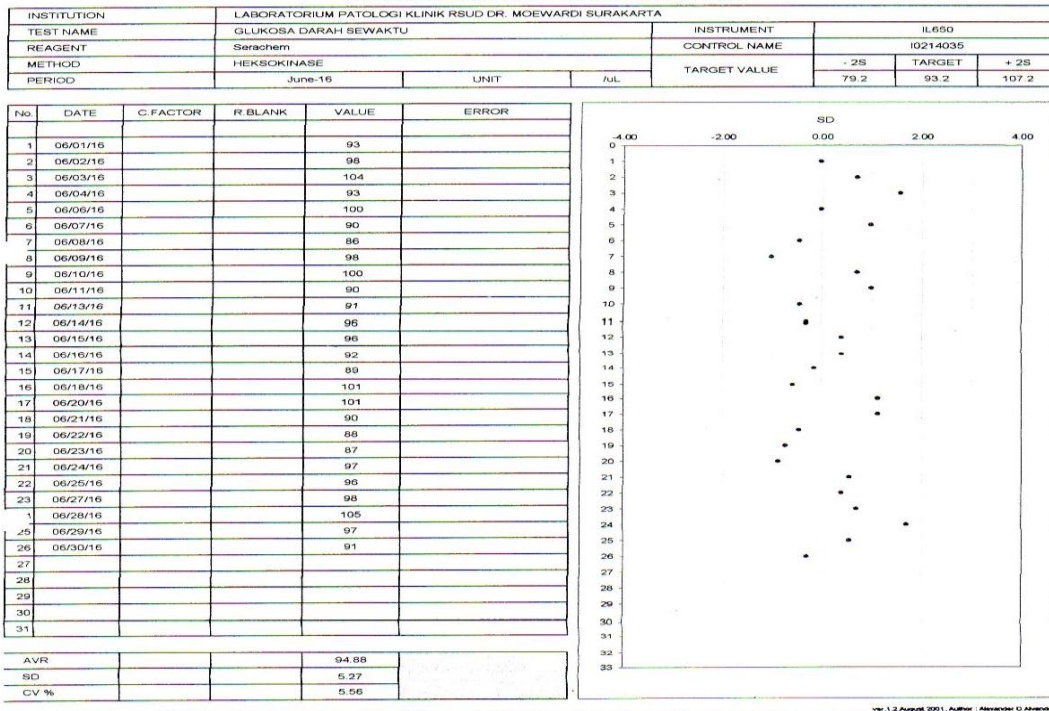 INSTITUTION LABORATORIUM PATOLOGI KLINIK RSUD DR. MOEWARDI SURAKARTA
TEST NAME GLUKOSA DARAH SEWAKTU INSTRUMENT IL650
REAGENT Serachem CONTROL NAME I0214035
METHOD HEKSOKINASE TARGET VALUE - 2S TARGET + 2S
PERIOD June-16 UNIT /uL 79.2 93.2 107.2
No. DATE C.FACTOR R.BLANK VALUE ERROR
1 06/01/16 93
2 06/02/16 98
3 06/03/16 104
4 06/04/16 93
5 06/06/16 100
6 06/07/16 90
7 06/08/16 86
8 06/09/16 98
9 06/10/16 100
10 06/11/16 90
11 06/13/16 91
12 06/14/16 96
13 06/15/16 96
14 06/16/16 92
15 06/17/16 89
16 06/18/16 101
17 06/20/16 101
18 06/21/16 90
19 06/22/16 88
20 06/23/16 87
21 06/24/16 97
22 06/25/16 96
23 06/27/16 98
06/28/16 105
25 06/29/16 97
26 06/30/16 91
27
28
29
30
31
AVR 94.88
SD 5.27
CV % 5.56
SD
-4.00 -2.00 0.00 2.00 4.00
0
1
2
3
4
5
6
7
8
9
10
11
12
13
14
15
16
17
18
19
20
21
22
23
24
25
26
27
28
29
30
31
32
33
ver 1.2 August 2001, Author : Alexander G